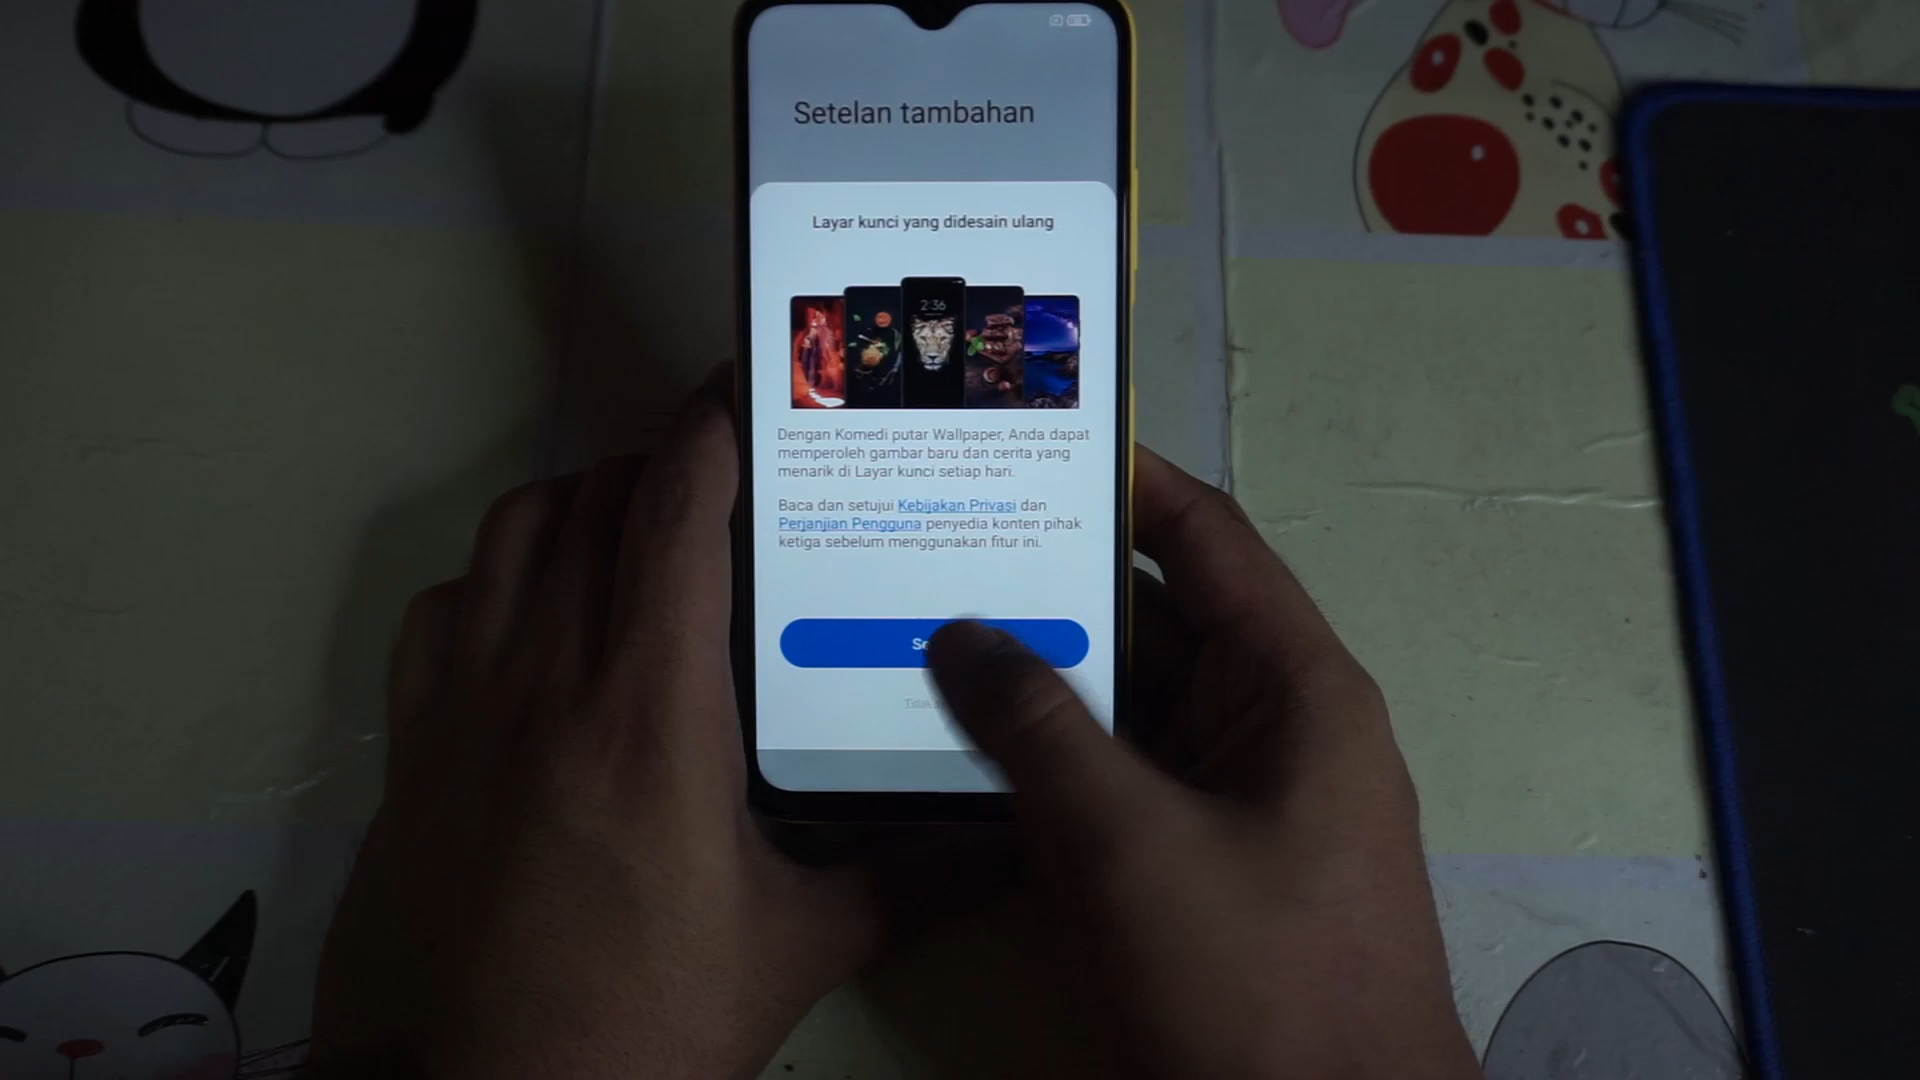 Setelan tambahan
Layar kunci yang didesain ulang
2:36
Dengan Komedi putar Wallpaper, Anda dapat
memperoleh gambar baru dan cerita yang
menarik di Layar kunci setiap hari.
Baca dan setujui Kebijakan Privasi dan
Perjanjian Pengguna penyedia konten pihak
ketiga sebelum menggunakan fitur ini.